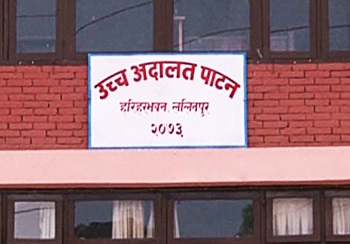 उच्च अदालत पाटन
हरिहरभवन, ललितपुर
२०७३